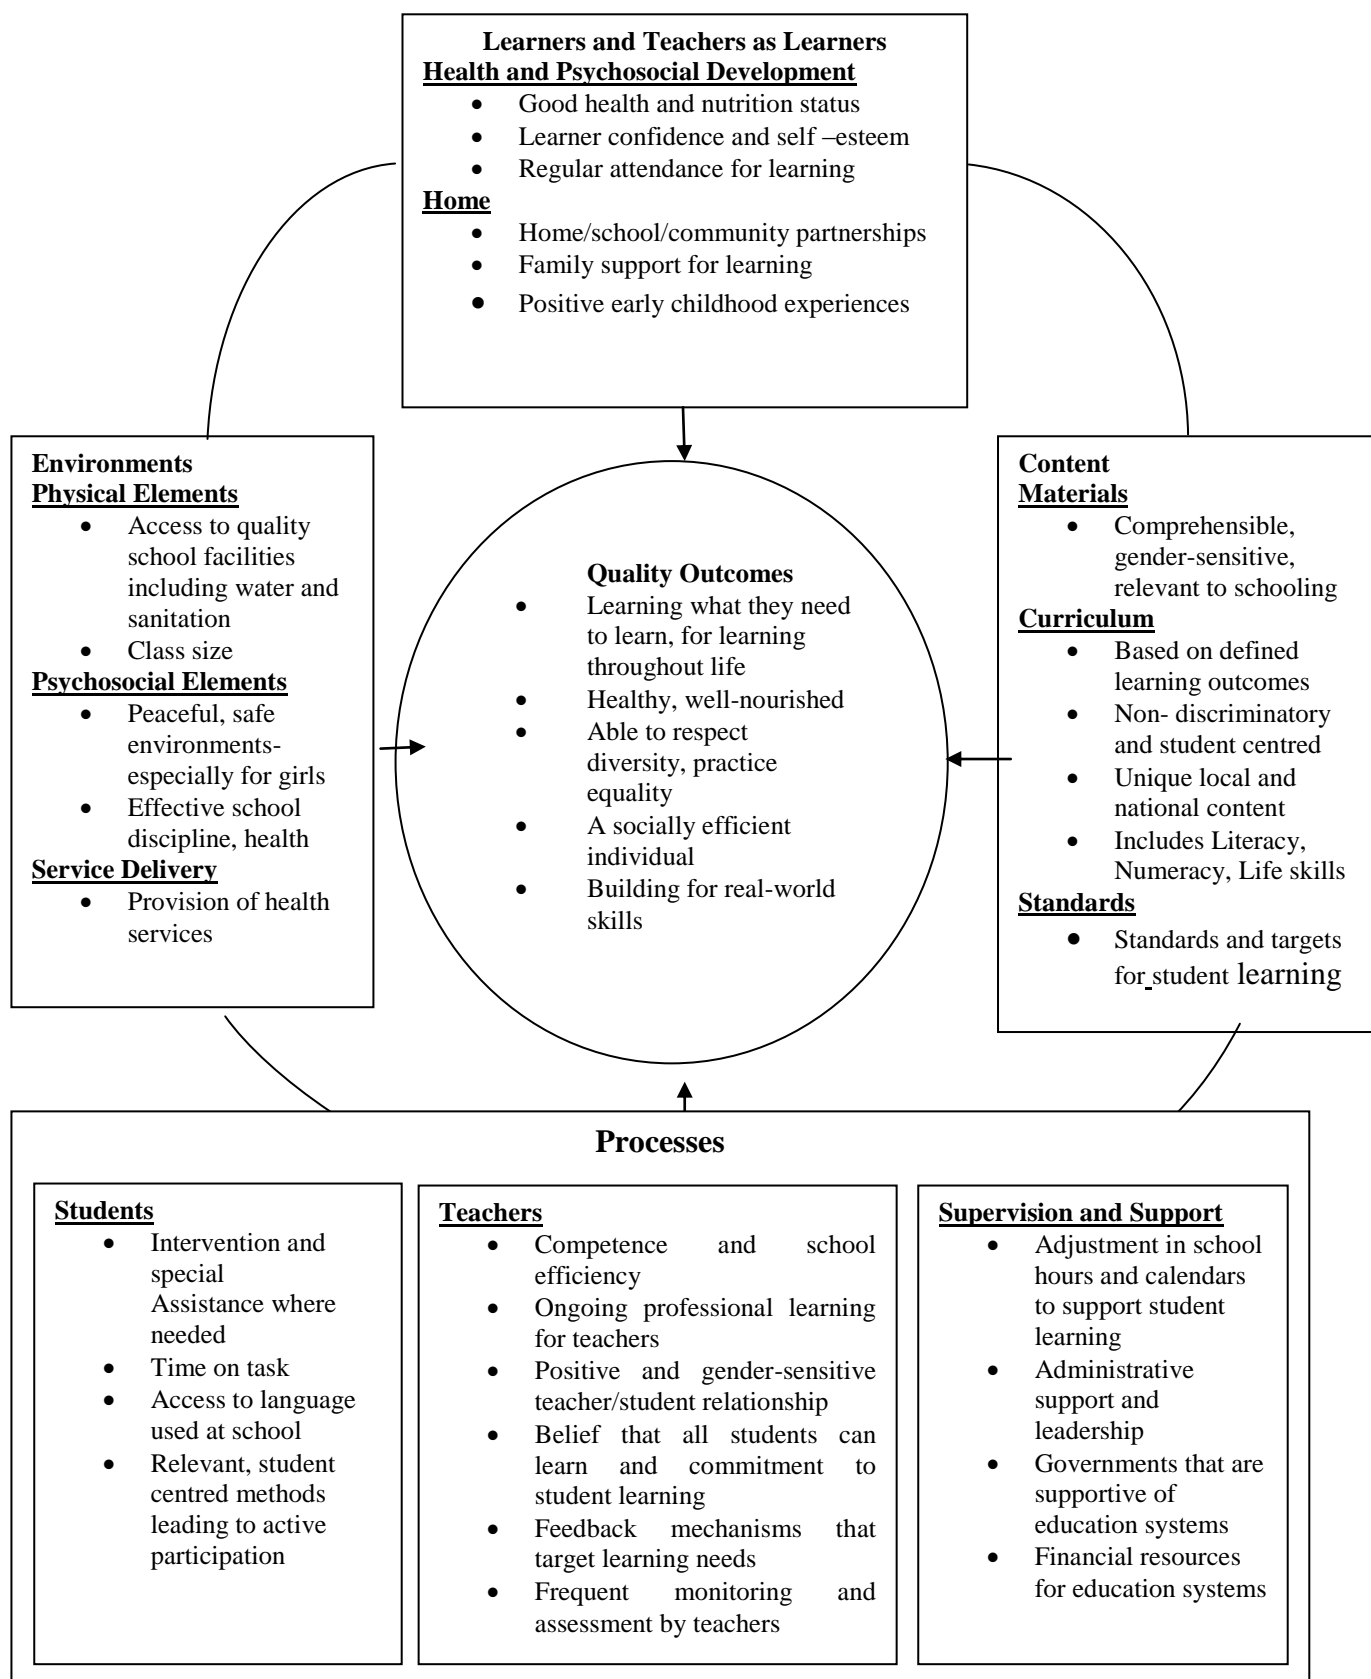 Learners and Teachers as Learners
Health and Psychosocial Development
• Good health and nutrition status
• Learner confidence and self –esteem
• Regular attendance for learning
Home
• Home/school/community partnerships
• Family support for learning
• Positive early childhood experiences
Environments
Physical Elements
• Access to quality
school facilities
including water and
sanitation
• Class size
Psychosocial Elements
• Peaceful, safe
environments-
especially for girls
• Effective school
discipline, health
Service Delivery
• Provision of health
services
Quality Outcomes
• Learning what they need
to learn, for learning
throughout life
• Healthy, well-nourished
• Able to respect
diversity, practice
equality
• A socially efficient
individual
• Building for real-world
skills
Content
Materials
• Comprehensible,
gender-sensitive,
relevant to schooling
Curriculum
• Based on defined
learning outcomes
• Non- discriminatory
and student centred
• Unique local and
national content
• Includes Literacy,
Numeracy, Life skills
Standards
• Standards and targets
for student learning
Processes
Students
• Intervention and
special
Assistance where
needed
• Time on task
• Access to language
used at school
• Relevant, student
centred methods
leading to active
participation
Teachers
• Competence and school
efficiency
• Ongoing professional learning
for teachers
• Positive and gender-sensitive
teacher/student relationship
• Belief that all students can
learn and commitment to
student learning
• Feedback mechanisms that
target learning needs
• Frequent monitoring and
assessment by teachers
Supervision and Support
• Adjustment in school
hours and calendars
to support student
learning
• Administrative
support and
leadership
• Governments that are
supportive of
education systems
• Financial resources
for education systems